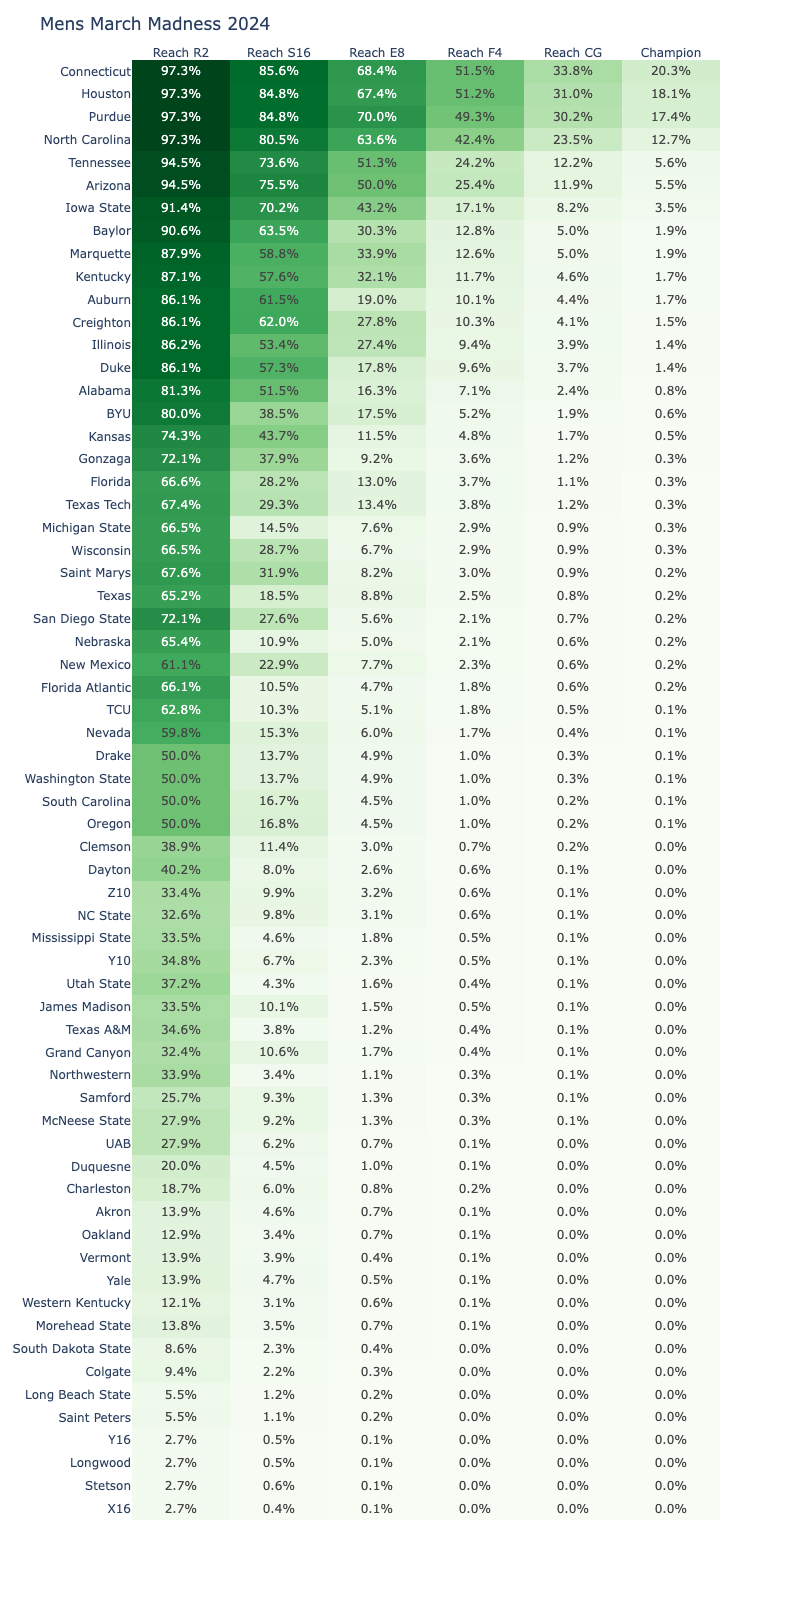 Mens March Madness 2024
Reach R2 Reach S16 Reach E8 Reach F4 Reach CG Champion
Connecticut 97.3% 85.6% 68.4% 51.5% 33.8% 20.3%
Houston 97.3% 84.8% 67.4% 51.2% 31.0% 18.1%
Purdue 97.3% 84.8% 70.0% 49.3% 30.2% 17.4%
North Carolina 97.3% 80.5% 63.6% 42.4% 23.5% 12.7%
Tennessee 94.5% 73.6% 51.3% 24.2% 12.2% 5.6%
Arizona 94.5% 75.5% 50.0% 25.4% 11.9% 5.5%
Iowa State 91.4% 70.2% 43.2% 17.1% 8.2% 3.5%
Baylor 90.6% 63.5% 30.3% 12.8% 5.0% 1.9%
Marquette 87.9% 58.8% 33.9% 12.6% 5.0% 1.9%
Kentucky 87.1% 57.6% 32.1% 11.7% 4.6% 1.7%
Auburn 86.1% 61.5% 19.0% 10.1% 4.4% 1.7%
Creighton 86.1% 62.0% 27.8% 10.3% 4.1% 1.5%
Illinois 86.2% 53.4% 27.4% 9.4% 3.9% 1.4%
Duke 86.1% 57.3% 17.8% 9.6% 3.7% 1.4%
Alabama 81.3% 51.5% 16.3% 7.1% 2.4% 0.8%
BYU 80.0% 38.5% 17.5% 5.2% 1.9% 0.6%
Kansas 74.3% 43.7% 11.5% 4.8% 1.7% 0.5%
Gonzaga 72.1% 37.9% 9.2% 3.6% 1.2% 0.3%
Florida 66.6% 28.2% 13.0% 3.7% 1.1% 0.3%
Texas Tech 67.4% 29.3% 13.4% 3.8% 1.2% 0.3%
Michigan State 66.5% 14.5% 7.6% 2.9% 0.9% 0.3%
Wisconsin 66.5% 28.7% 6.7% 2.9% 0.9% 0.3%
Saint Marys 67.6% 31.9% 8.2% 3.0% 0.9% 0.2%
Texas 65.2% 18.5% 8.8% 2.5% 0.8% 0.2%
San Diego State 72.1% 27.6% 5.6% 2.1% 0.7% 0.2%
Nebraska 65.4% 10.9% 5.0% 2.1% 0.6% 0.2%
New Mexico 61.1% 22.9% 7.7% 2.3% 0.6% 0.2%
Florida Atlantic 66.1% 10.5% 4.7% 1.8% 0.6% 0.2%
TCU 62.8% 10.3% 5.1% 1.8% 0.5% 0.1%
Nevada 59.8% 15.3% 6.0% 1.7% 0.4% 0.1%
Drake 50.0% 13.7% 4.9% 1.0% 0.3% 0.1%
Washington State 50.0% 13.7% 4.9% 1.0% 0.3% 0.1%
South Carolina 50.0% 16.7% 4.5% 1.0% 0.2% 0.1%
Oregon 50.0% 16.8% 4.5% 1.0% 0.2% 0.1%
Clemson 38.9% 11.4% 3.0% 0.7% 0.2% 0.0%
Dayton 40.2% 8.0% 2.6% 0.6% 0.1% 0.0%
Z10 33.4% 9.9% 3.2% 0.6% 0.1% 0.0%
NC State 32.6% 9.8% 3.1% 0.6% 0.1% 0.0%
Mississippi State 33.5% 4.6% 1.8% 0.5% 0.1% 0.0%
Y10 34.8% 6.7% 2.3% 0.5% 0.1% 0.0%
Utah State 37.2% 4.3% 1.6% 0.4% 0.1% 0.0%
James Madison 33.5% 10.1% 1.5% 0.5% 0.1% 0.0%
Texas A&M 34.6% 3.8% 1.2% 0.4% 0.1% 0.0%
Grand Canyon 32.4% 10.6% 1.7% 0.4% 0.1% 0.0%
Northwestern 33.9% 3.4% 1.1% 0.3% 0.1% 0.0%
Samford 25.7% 9.3% 1.3% 0.3% 0.1% 0.0%
McNeese State 27.9% 9.2% 1.3% 0.3% 0.1% 0.0%
UAB 27.9% 6.2% 0.7% 0.1% 0.0% 0.0%
Duquesne 20.0% 4.5% 1.0% 0.1% 0.0% 0.0%
Charleston 18.7% 6.0% 0.8% 0.2% 0.0% 0.0%
Akron 13.9% 4.6% 0.7% 0.1% 0.0% 0.0%
Oakland 12.9% 3.4% 0.7% 0.1% 0.0% 0.0%
Vermont 13.9% 3.9% 0.4% 0.1% 0.0% 0.0%
Yale 13.9% 4.7% 0.5% 0.1% 0.0% 0.0%
Western Kentucky 12.1% 3.1% 0.6% 0.1% 0.0% 0.0%
Morehead State 13.8% 3.5% 0.7% 0.1% 0.0% 0.0%
South Dakota State 8.6% 2.3% 0.4% 0.0% 0.0% 0.0%
Colgate 9.4% 2.2% 0.3% 0.0% 0.0% 0.0%
Long Beach State 5.5% 1.2% 0.2% 0.0% 0.0% 0.0%
Saint Peters 5.5% 1.1% 0.2% 0.0% 0.0% 0.0%
Y16 2.7% 0.5% 0.1% 0.0% 0.0% 0.0%
Longwood 2.7% 0.5% 0.1% 0.0% 0.0% 0.0%
Stetson 2.7% 0.6% 0.1% 0.0% 0.0% 0.0%
X16 2.7% 0.4% 0.1% 0.0% 0.0% 0.0%